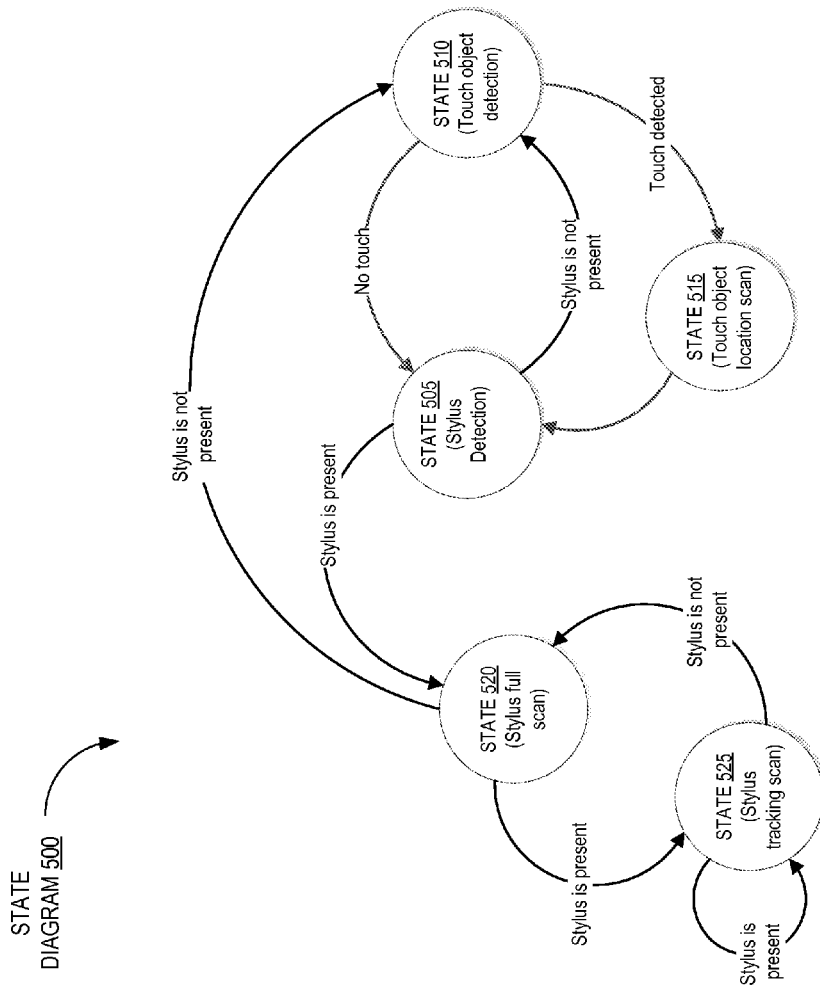 STATE
DIAGRAM 500
Stylus is not
present
STATE 510
(Touch object
detection)
No touch
Touch detected
Stylus is not
present
STATE 505
(Stylus
Detection)
STATE 515
(Touch object
location scan)
Stylus is present
STATE 520
(Stylus full
scan)
Stylus is not
present
Stylus is present
STATE 525
(Stylus
tracking scan)
Stylus is
present